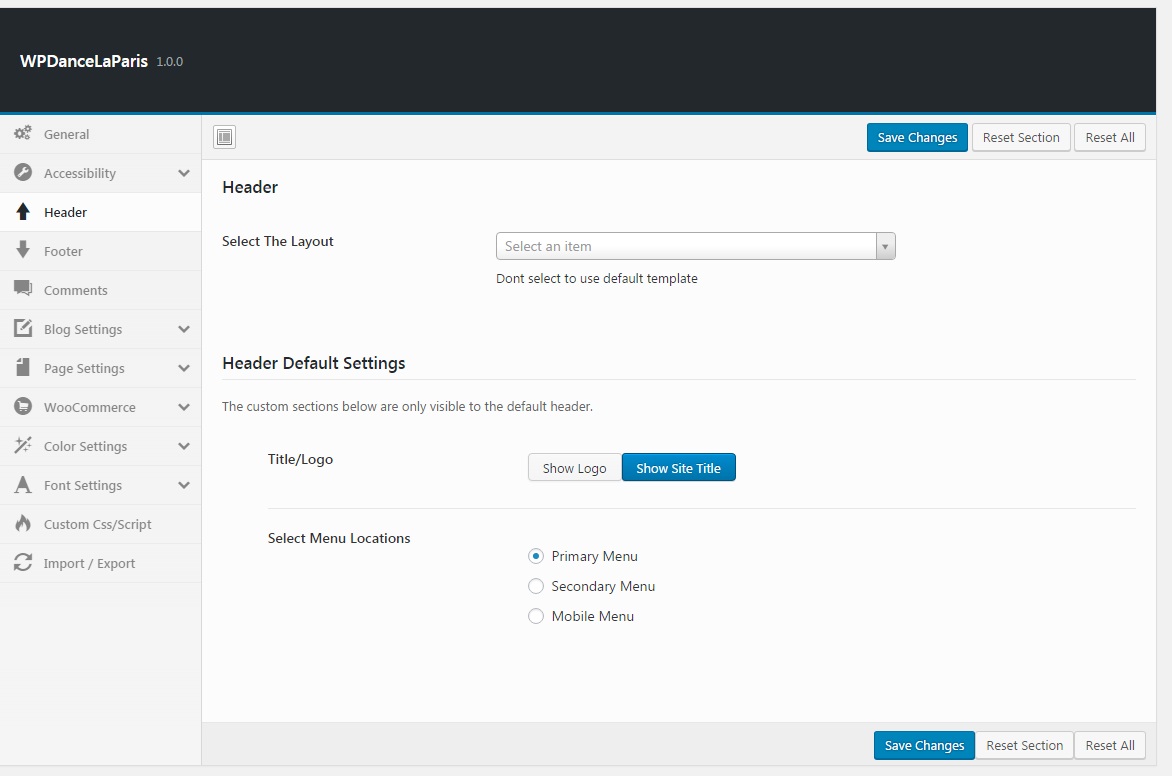 WPDanceLaParis 1.0.0
General
Accessibility
Header
Footer
Comments
Blog Settings
Page Settings
WooCommerce
Color Settings
Font Settings
Custom Css/Script
Import / Export
Save Changes Reset Section Reset All
Header
Select The Layout Select an item
Dont select to use default template
Header Default Settings
The custom sections below are only visible to the default header.
Title/Logo Show Logo Show Site Title
Select Menu Locations
Primary Menu
Secondary Menu
Mobile Menu
Save Changes Reset Section Reset All